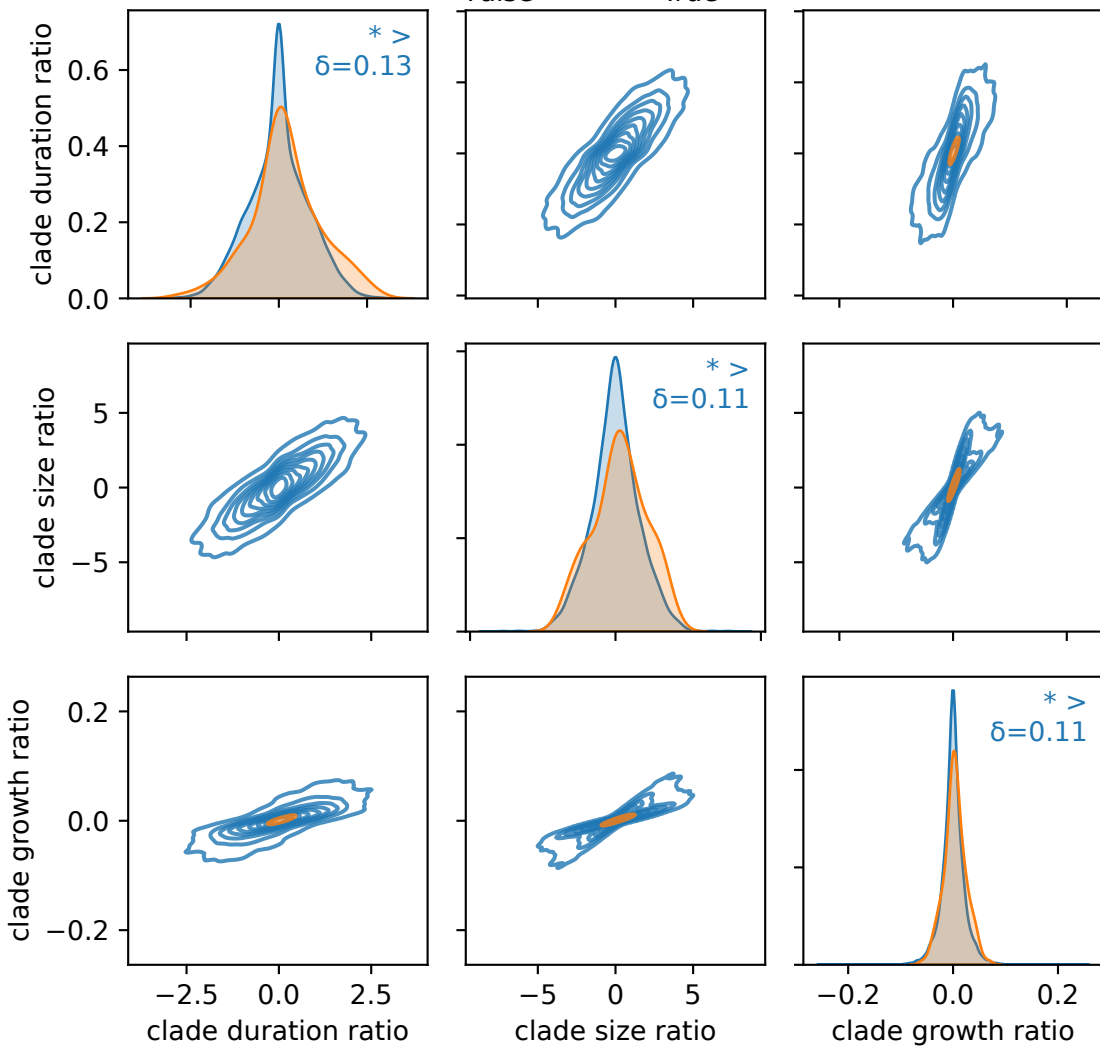 clade duration ratio
0.6
0.4
0.2
0.0
* >
δ=0.13
clade size ratio
5
0
−5
* >
δ=0.11
clade growth ratio
0.2
0.0
−0.2
* >
δ=0.11
−2.5 0.0 2.5
−5 0 5
−0.2 0.0 0.2
clade duration ratio
clade size ratio
clade growth ratio